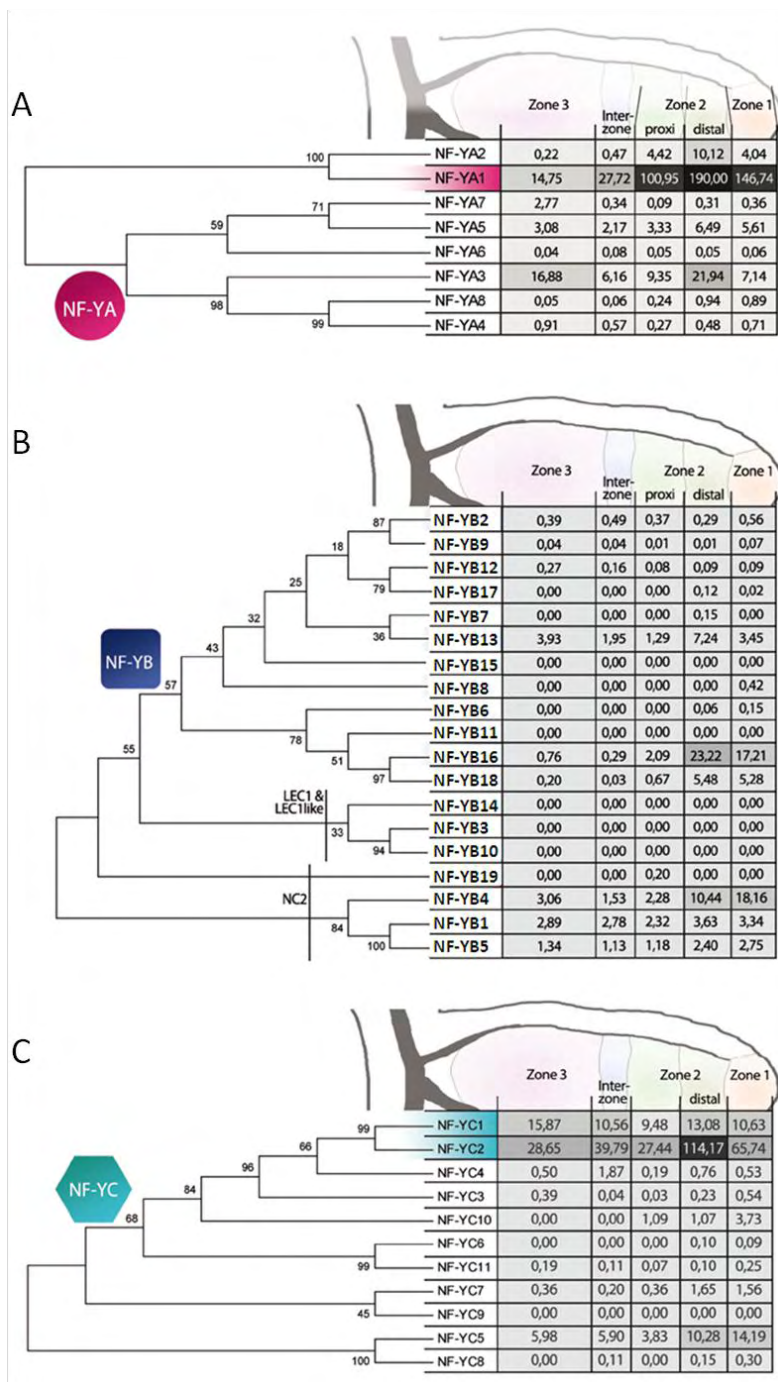 A
Zone 3 Inter-zone Zone 2 proxi distal Zone 1
NF-YA2 0,22 0,47 4,42 10,12 4,04
100
NF-YA1 14,75 27,72 100,95 190,00 146,74
NF-YA7 2,77 0,34 0,09 0,31 0,36
71
NF-YA5 3,08 2,17 3,33 6,49 5,61
59
NF-YA6 0,04 0,08 0,05 0,05 0,06
NF-YA3 16,88 6,16 9,35 21,94 7,14
NF-YA
98
NF-YA8 0,05 0,06 0,24 0,94 0,89
99
NF-YA4 0,91 0,57 0,27 0,48 0,71
B
Zone 3 Inter-zone Zone 2 proxi distal Zone 1
87
NF-YB2 0,39 0,49 0,37 0,29 0,56
18
NF-YB9 0,04 0,04 0,01 0,01 0,07
25
NF-YB12 0,27 0,16 0,08 0,09 0,09
79
NF-YB17 0,00 0,00 0,00 0,12 0,02
32
NF-YB7 0,00 0,00 0,00 0,15 0,00
36
NF-YB13 3,93 1,95 1,29 7,24 3,45
43
NF-YB
NF-YB15 0,00 0,00 0,00 0,00 0,00
57
NF-YB8 0,00 0,00 0,00 0,00 0,42
NF-YB6 0,00 0,00 0,00 0,06 0,15
78
NF-YB11 0,00 0,00 0,00 0,00 0,00
55
51
NF-YB16 0,76 0,29 2,09 23,22 17,21
97
NF-YB18 0,20 0,03 0,67 5,48 5,28
LEC1 &
LEC1like
NF-YB14 0,00 0,00 0,00 0,00 0,00
33
NF-YB3 0,00 0,00 0,00 0,00 0,00
94
NF-YB10 0,00 0,00 0,00 0,00 0,00
NF-YB19 0,00 0,00 0,20 0,00 0,00
NC2
NF-YB4 3,06 1,53 2,28 10,44 18,16
84
NF-YB1 2,89 2,78 2,32 3,63 3,34
100
NF-YB5 1,34 1,13 1,18 2,40 2,75
C
Zone 3 Inter-zone Zone 2 distal Zone 1
99
NF-YC1 15,87 10,56 9,48 13,08 10,63
66
NF-YC2 28,65 39,79 27,44 114,17 65,74
96
NF-YC4 0,50 1,87 0,19 0,76 0,53
84
NF-YC
NF-YC3 0,39 0,04 0,03 0,23 0,54
68
NF-YC10 0,00 0,00 1,09 1,07 3,73
NF-YC6 0,00 0,00 0,00 0,10 0,09
99
NF-YC11 0,19 0,11 0,07 0,10 0,25
NF-YC7 0,36 0,20 0,36 1,65 1,56
45
NF-YC9 0,00 0,00 0,00 0,00 0,00
NF-YC5 5,98 5,90 3,83 10,28 14,19
100
NF-YC8 0,00 0,11 0,00 0,15 0,30